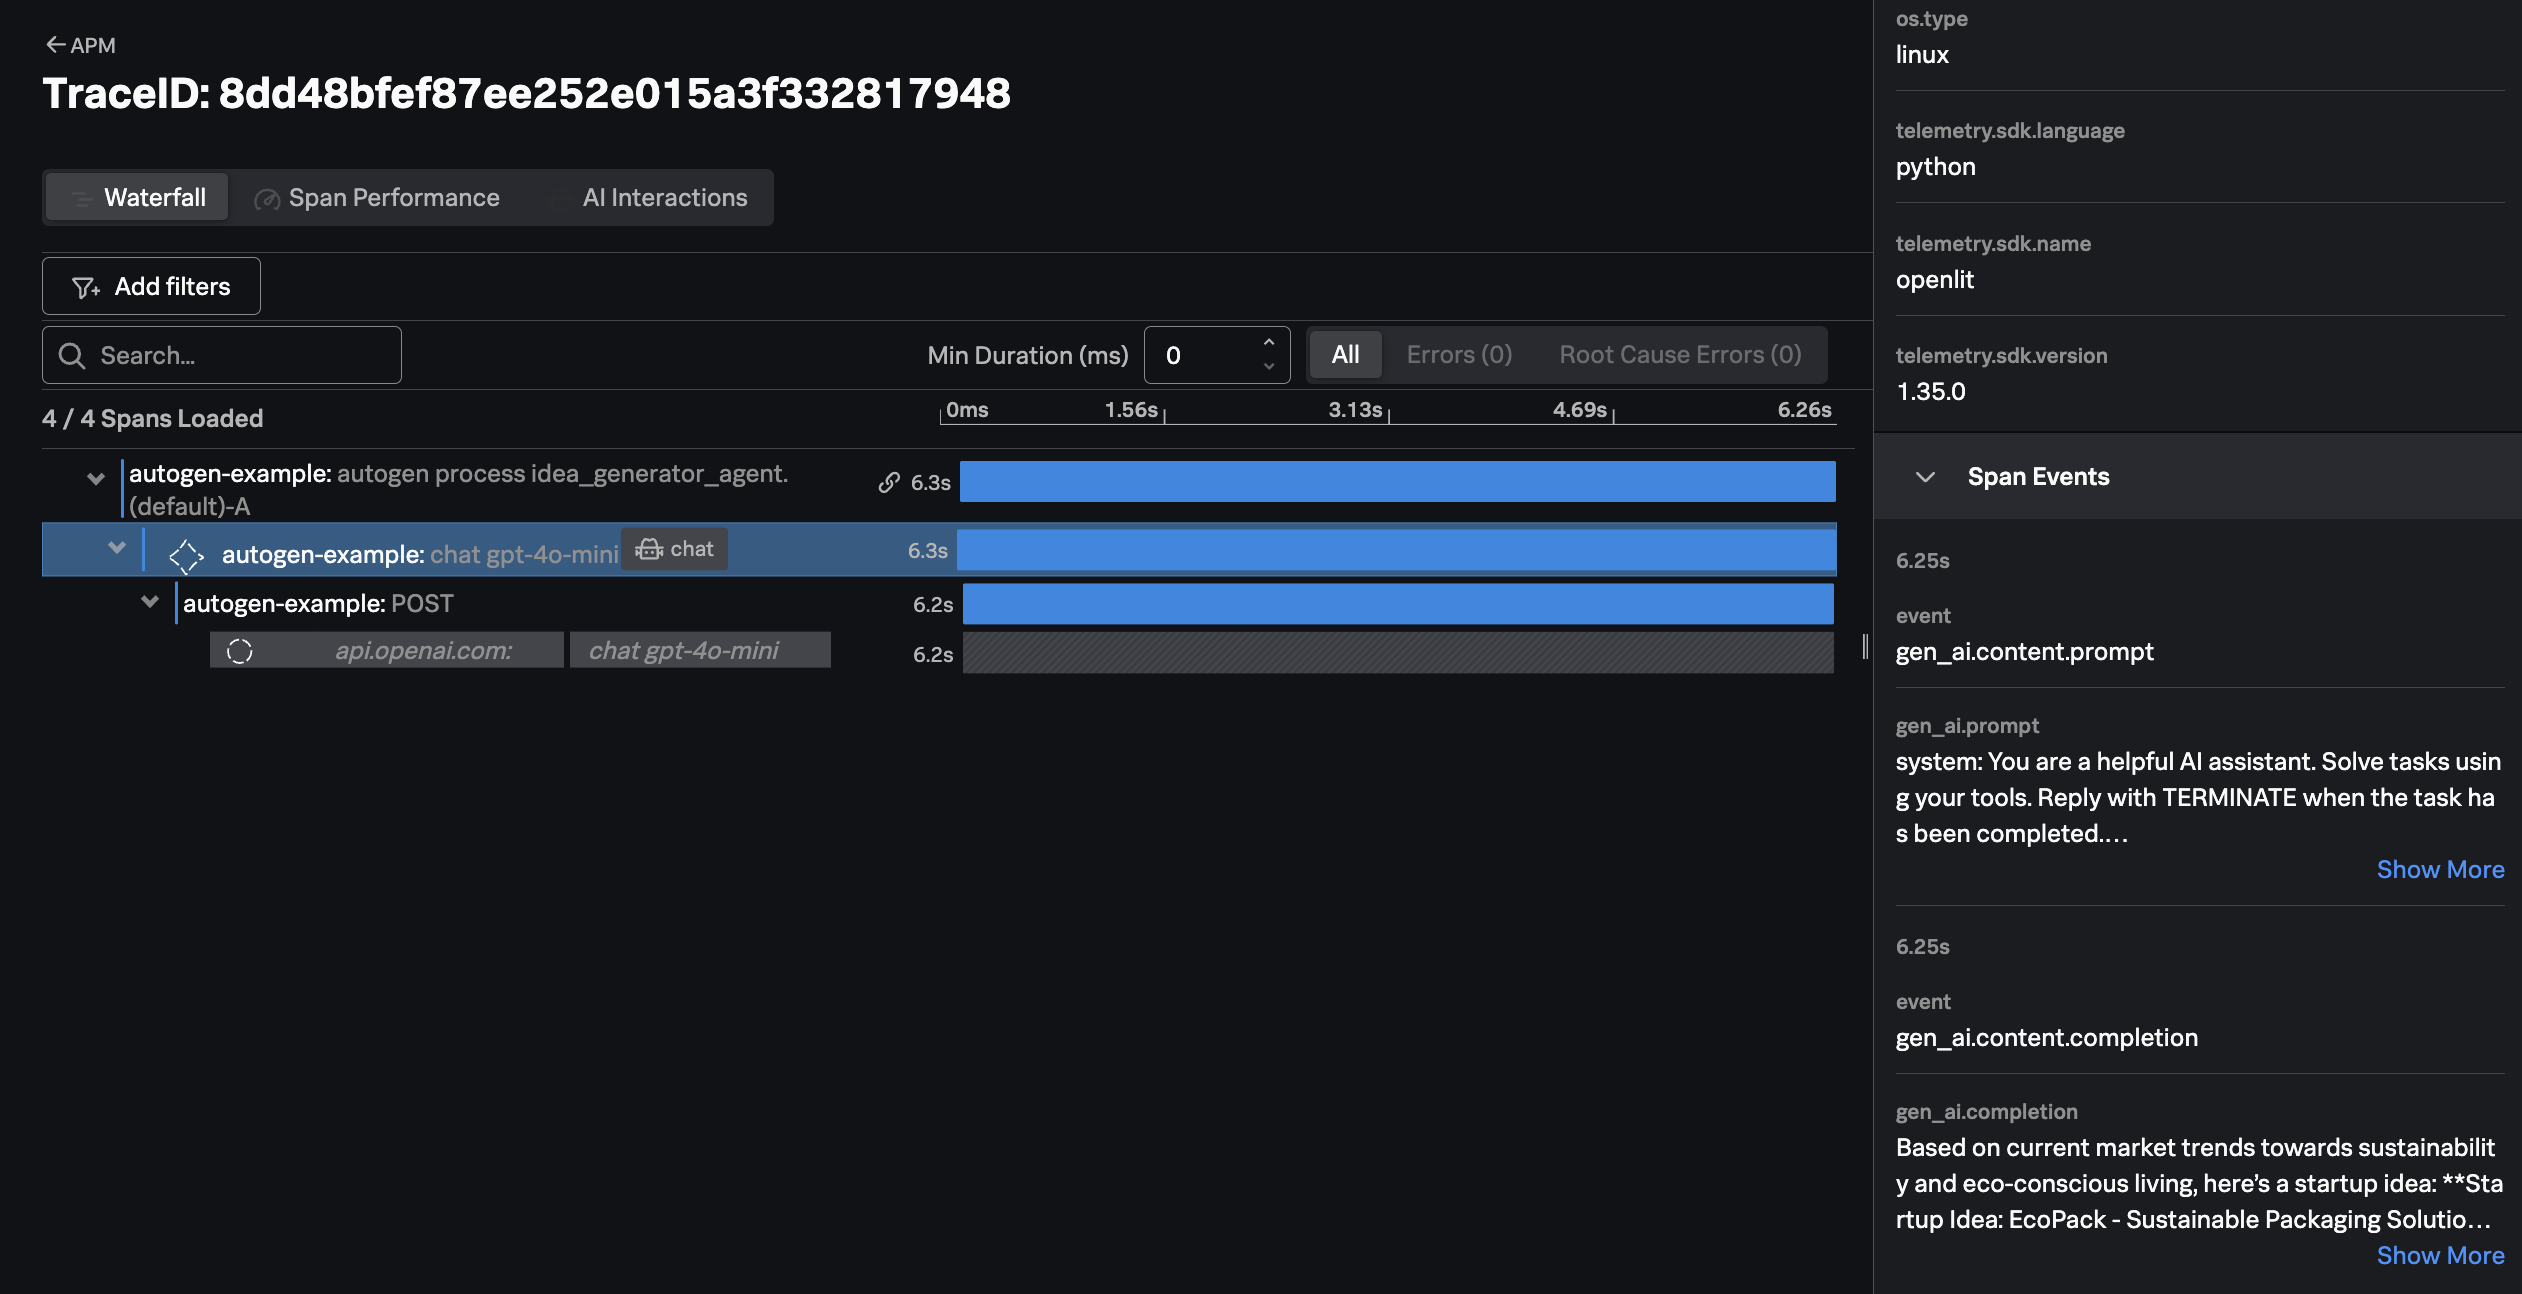 APM
TraceID: 8dd48bfef87ee252e015a3f332817948
Waterfall
Span Performance
AI Interactions
Add filters
Search...
Min Duration (ms)
0
All
Errors (0)
Root Cause Errors (0)
4 / 4 Spans Loaded
0ms
1.56s
3.13s
4.69s
6.26s
autogen-example: autogen process idea_generator_agent.
(default)-A
6.3s
autogen-example: chat gpt-4o-mini
chat
6.3s
autogen-example: POST
6.2s
api.openai.com:
chat gpt-4o-mini
6.2s
os.type
linux
telemetry.sdk.language
python
telemetry.sdk.name
openlit
telemetry.sdk.version
1.35.0
Span Events
6.25s
event
gen_ai.content.prompt
gen_ai.prompt
system: You are a helpful AI assistant. Solve tasks usin
g your tools. Reply with TERMINATE when the task ha
s been completed.…
Show More
6.25s
event
gen_ai.content.completion
gen_ai.completion
Based on current market trends towards sustainabilit
y and eco-conscious living, here’s a startup idea: **Sta
rtup Idea: EcoPack - Sustainable Packaging Solutio…
Show More